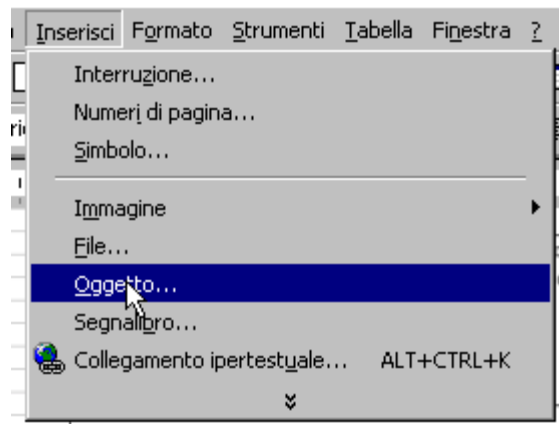 Inserisci Formato Strumenti Tabella Finestra ?
Interruzione...
Numeri di pagina...
Simbolo...
Immagine
File...
Oggetto...
Segnalibro...
Collegamento ipertestuale... ALT+CTRL+K